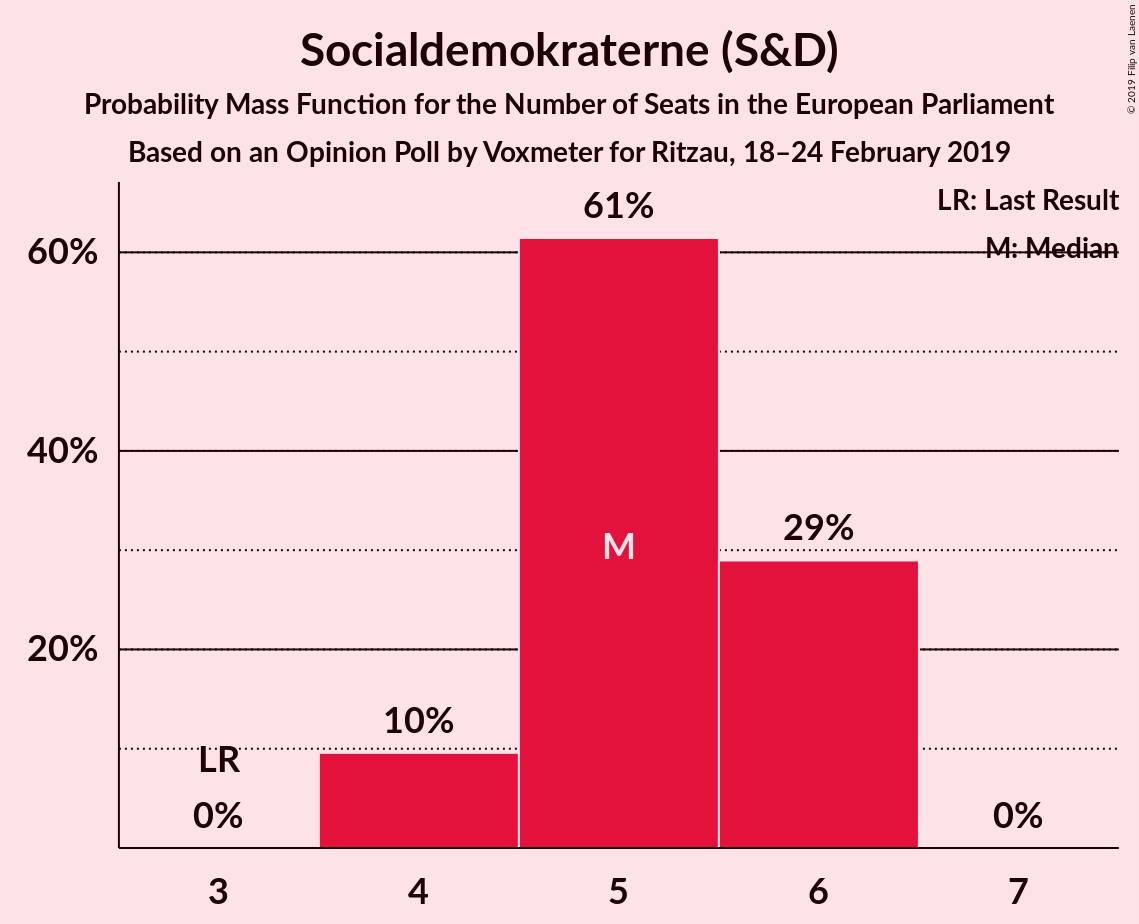 Socialdemokraterne (S&D)
Probability Mass Function for the Number of Seats in the European Parliament
Based on an Opinion Poll by Voxmeter for Ritzau, 18–24 February 2019
© 2019 Filip van Laenen
LR: Last Result
M: Median
61%
60%
40%
M
29%
20%
10%
LR
0%
0%
3
4
5
6
7